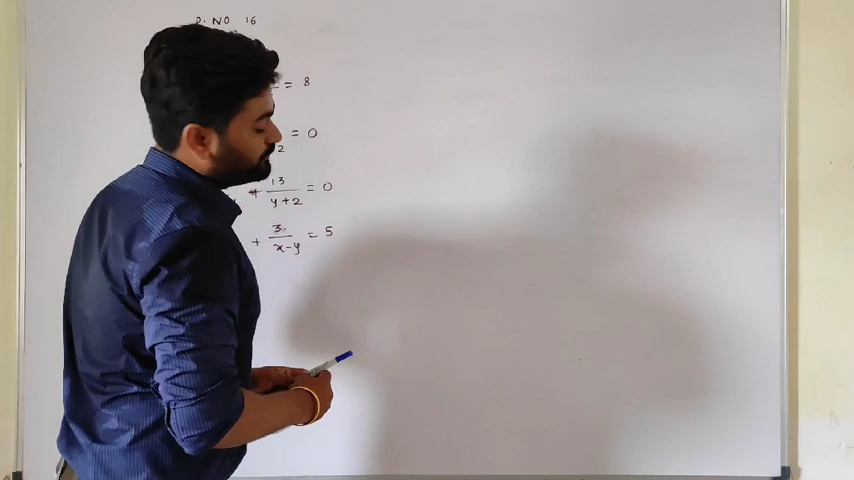 P. NO 16
= 8
2 = 0
+ 13/(y+2) = 0
+ 3/(x-y) = 5